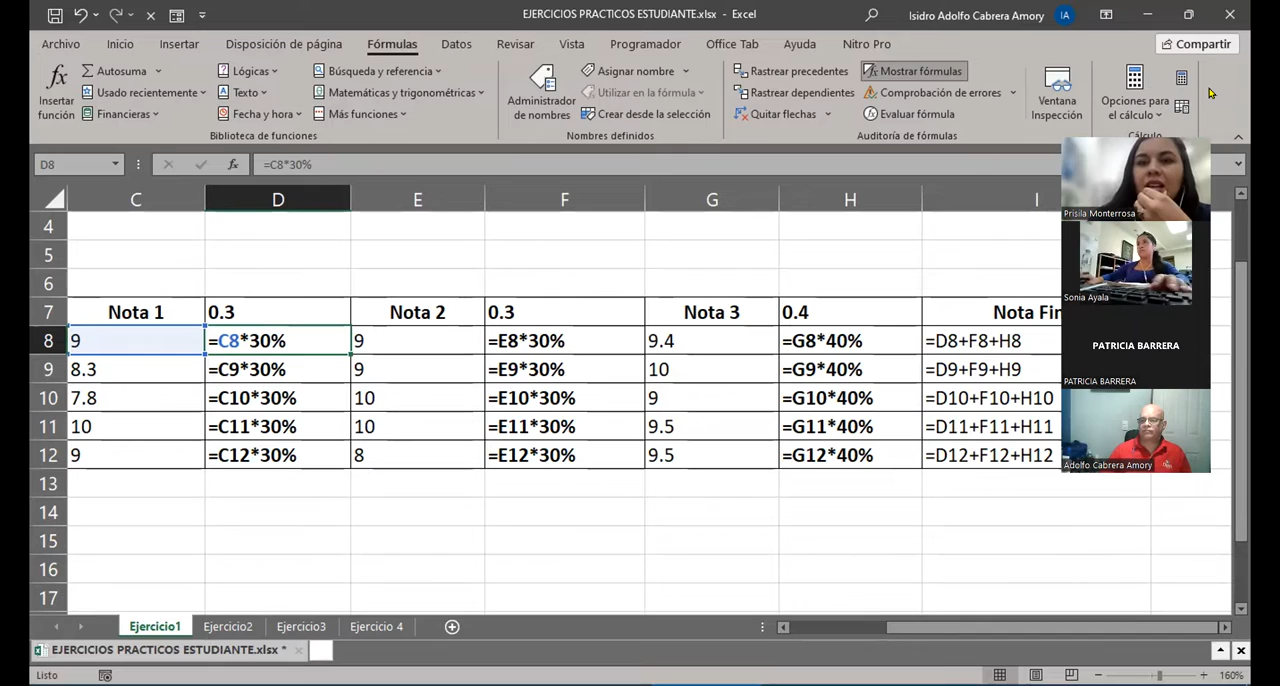 EJERCICIOS PRACTICOS ESTUDIANTE.xlsx - Excel
Isidro Adolfo Cabrera Amory
IA
Archivo Inicio Insertar Disposición de página Fórmulas Datos Revisar Vista Programador Office Tab Ayuda Nitro Pro
Compartir
fx
Insertar función
Autosuma
Usado recientemente
Financieras
Lógicas
Texto
Fecha y hora
Búsqueda y referencia
Matemáticas y trigonométricas
Más funciones
Biblioteca de funciones
Administrador de nombres
Asignar nombre
Utilizar en la fórmula
Crear desde la selección
Nombres definidos
Rastrear precedentes
Rastrear dependientes
Quitar flechas
Mostrar fórmulas
Comprobación de errores
Evaluar fórmula
Auditoría de fórmulas
Ventana Inspección
Opciones para el cálculo
Cálculo
D8
fx
=C8*30%
C D E F G H I
4
5
6
7 Nota 1 0.3 Nota 2 0.3 Nota 3 0.4 Nota Fin
8 9 =C8*30% 9 =E8*30% 9.4 =G8*40% =D8+F8+H8
9 8.3 =C9*30% 9 =E9*30% 10 =G9*40% =D9+F9+H9
10 7.8 =C10*30% 10 =E10*30% 9 =G10*40% =D10+F10+H10
11 10 =C11*30% 10 =E11*30% 9.5 =G11*40% =D11+F11+H11
12 9 =C12*30% 8 =E12*30% 9.5 =G12*40% =D12+F12+H12
13
14
15
16
17
Prisila Monterrosa
Sonia Ayala
PATRICIA BARRERA
PATRICIA BARRERA
Adolfo Cabrera Amory
Ejercicio1 Ejercicio2 Ejercicio3 Ejercicio 4
EJERCICIOS PRACTICOS ESTUDIANTE.xlsx *
Listo
160%